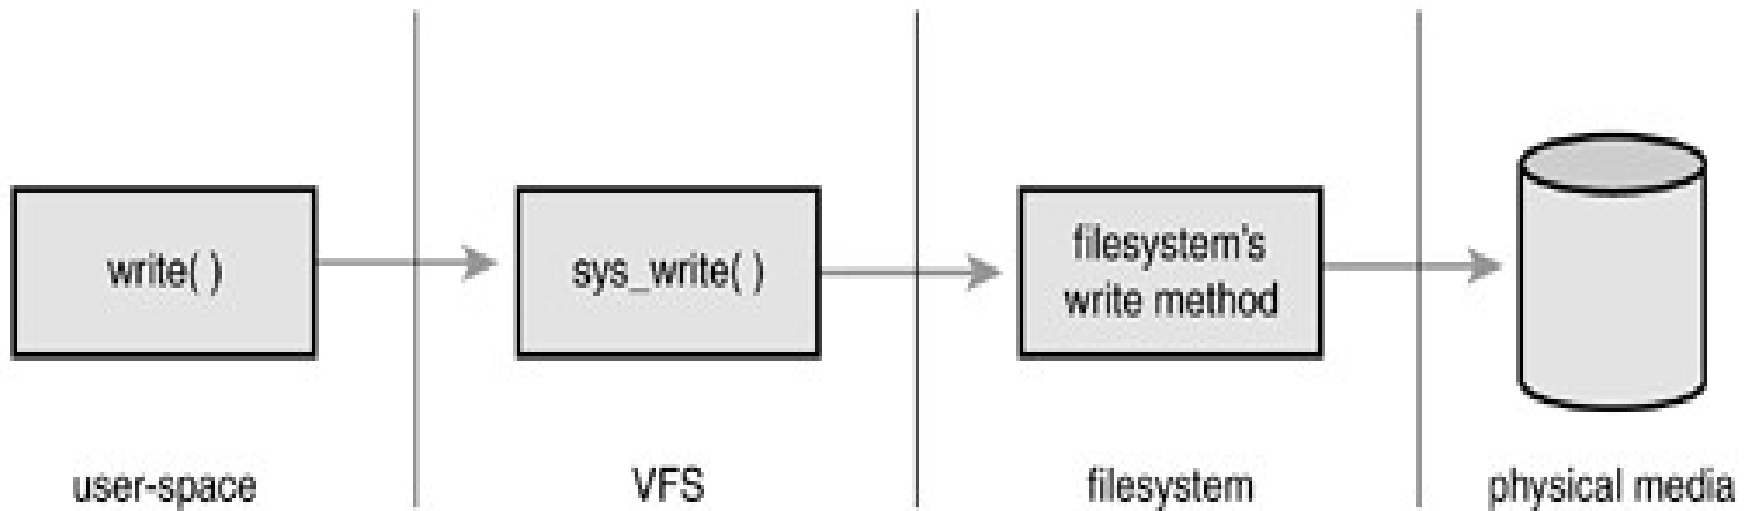 write( )
sys_write( )
filesystem's
write method
user-space
VFS
filesystem
physical media